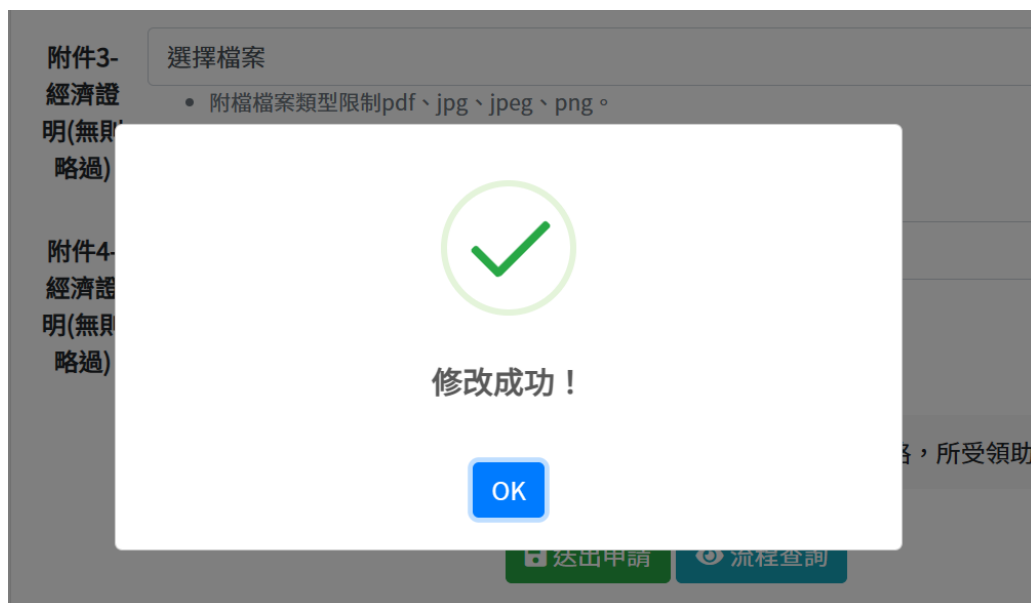 附件3-
經濟證
明(無則
略過)
選擇檔案
附檔檔案類型限制pdf、jpg、jpeg、png。
附件4-
經濟證
明(無則
略過)
修改成功！
，所受領助
OK
送出申請
流程查詢